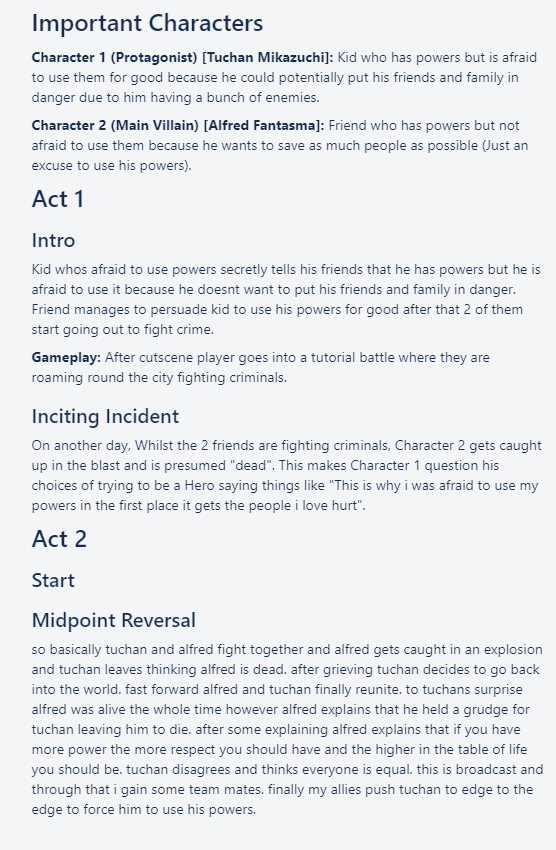 Important Characters
Character 1 (Protagonist) [Tuchan Mikazuchi]: Kid who has powers but is afraid
to use them for good because he could potentially put his friends and family in
danger due to him having a bunch of enemies.
Character 2 (Main Villain) [Alfred Fantasma]: Friend who has powers but not
afraid to use them because he wants to save as much people as possible (Just an
excuse to use his powers).
Act 1
Intro
Kid whos afraid to use powers secretly tells his friends that he has powers but he is
afraid to use it because he doesnt want to put his friends and family in danger.
Friend manages to persuade kid to use his powers for good after that 2 of them
start going out to fight crime.
Gameplay: After cutscene player goes into a tutorial battle where they are
roaming round the city fighting criminals.
Inciting Incident
On another day, Whilst the 2 friends are fighting criminals, Character 2 gets caught
up in the blast and is presumed "dead". This makes Character 1 question his
choices of trying to be a Hero saying things like "This is why i was afraid to use my
powers in the first place it gets the people i love hurt".
Act 2
Start
Midpoint Reversal
so basically tuchan and alfred fight together and alfred gets caught in an explosion
and tuchan leaves thinking alfred is dead. after grieving tuchan decides to go back
into the world. fast forward alfred and tuchan finally reunite. to tuchans surprise
alfred was alive the whole time however alfred explains that he held a grudge for
tuchan leaving him to die. after some explaining alfred explains that if you have
more power the more respect you should have and the higher in the table of life
you should be. tuchan disagrees and thinks everyone is equal. this is broadcast and
through that i gain some team mates. finally my allies push tuchan to edge to the
edge to force him to use his powers.